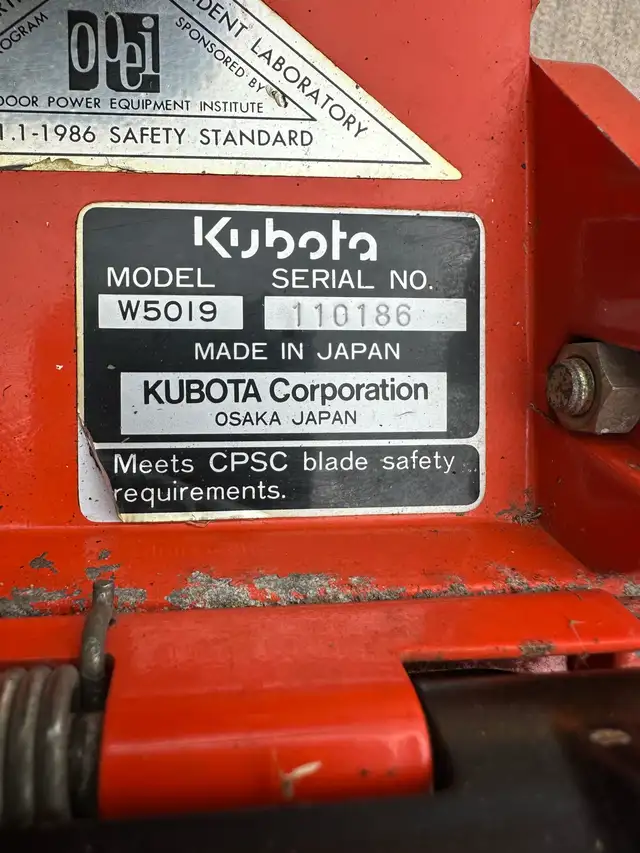 DENT LABORATORY
PROGRAM
opei
SPONSORED BY
DOOR POWER EQUIPMENT INSTITUTE
1.1-1986 SAFETY STANDARD
Kubota
MODEL SERIAL NO.
W5019 110186
MADE IN JAPAN
KUBOTA Corporation
OSAKA JAPAN
Meets CPSC blade safety
requirements.